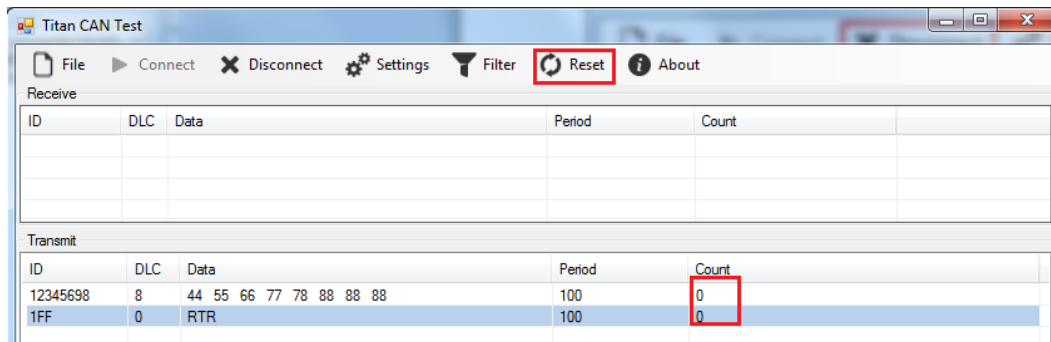 Titan CAN Test
File Connect Disconnect Settings Filter Reset About
Receive
ID DLC Data Period Count
Transmit
ID DLC Data Period Count
12345698 8 44 55 66 77 78 88 88 88 100 0
1FF 0 RTR 100 0